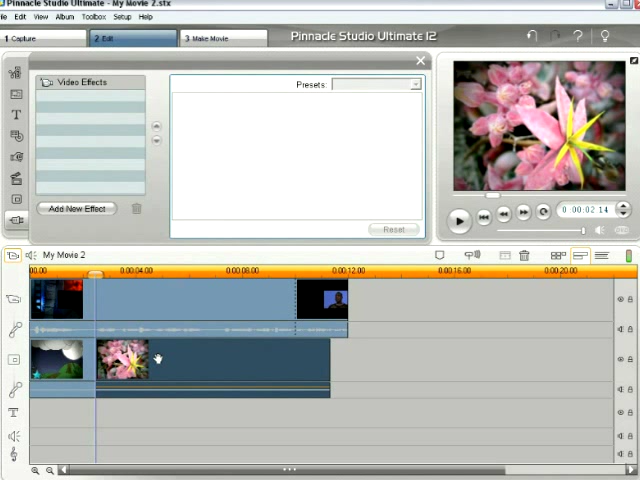 Pinnacle Studio Ultimate - My Movie 2.stx
Edit View Album Toolbox Setup Help
1 Capture 2 Edit 3 Make Movie Pinnacle Studio Ultimate 12
Video Effects
Presets:
Add New Effect
Reset
0:00:02.14
My Movie 2
00.00 0:00:04.00 0:00:08.00 0:00:12.00 0:00:16.00 0:00:20.00